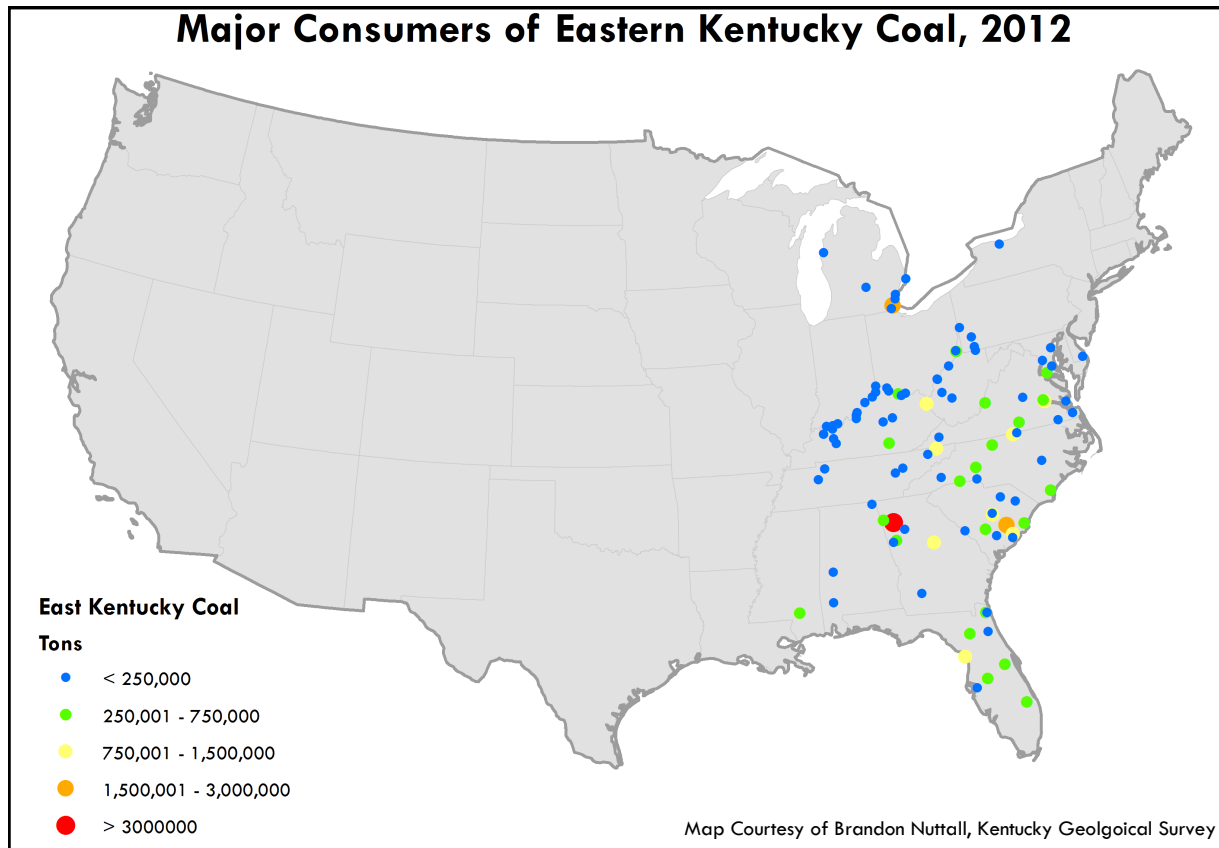 Major Consumers of Eastern Kentucky Coal, 2012
East Kentucky Coal
Tons
< 250,000
250,001 - 750,000
750,001 - 1,500,000
1,500,001 - 3,000,000
> 3000000
Map Courtesy of Brandon Nuttall, Kentucky Geolgoical Survey